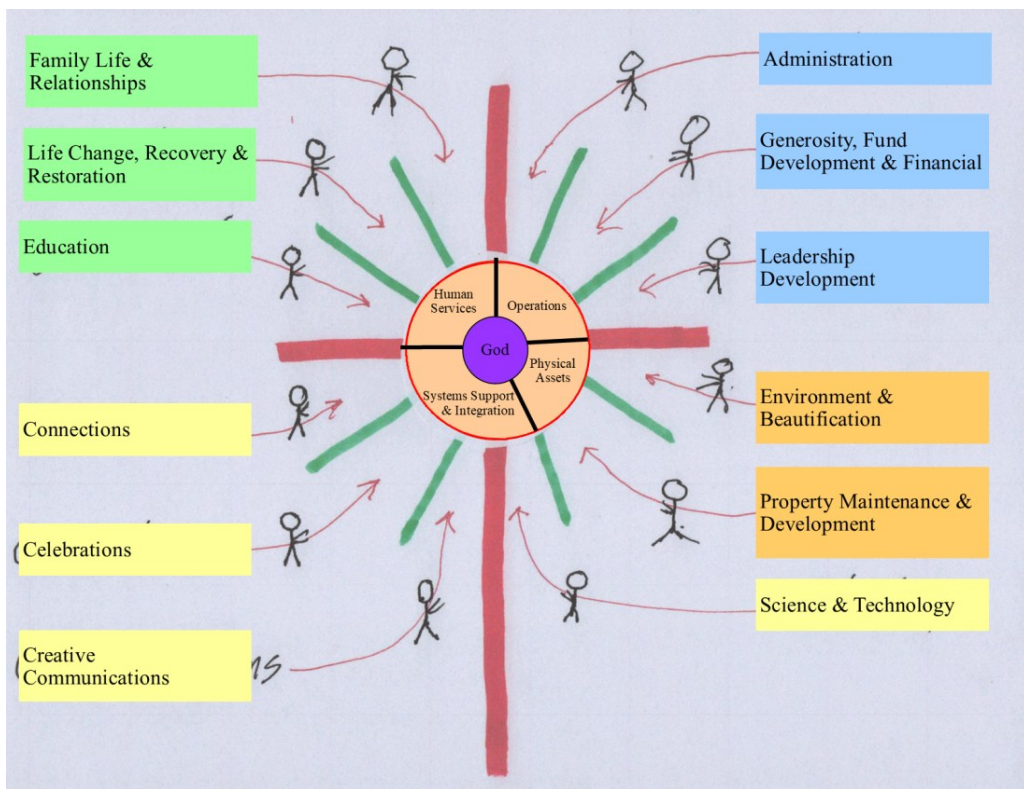 Family Life &
Relationships
Life Change, Recovery &
Restoration
Education
Connections
Celebrations
Creative
Communications
Human
Services
Operations
God
Physical
Assets
Systems Support
& Integration
Administration
Generosity, Fund
Development & Financial
Leadership
Development
Environment &
Beautification
Property Maintenance &
Development
Science & Technology